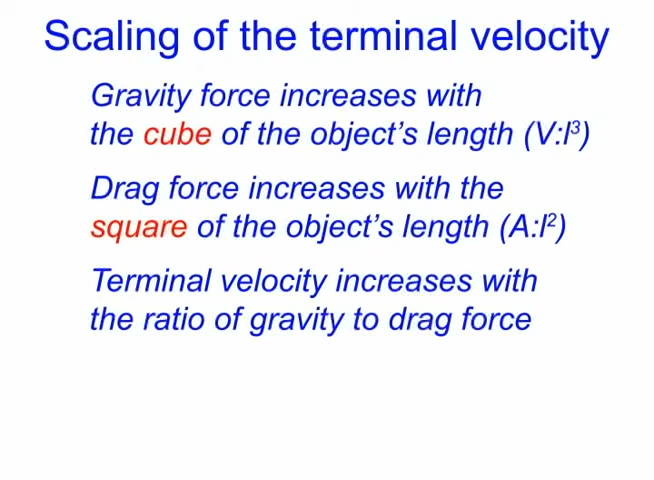 Scaling of the terminal velocity
Gravity force increases with
the cube of the object's length (V:l³)
Drag force increases with the
square of the object's length (A:l²)
Terminal velocity increases with
the ratio of gravity to drag force